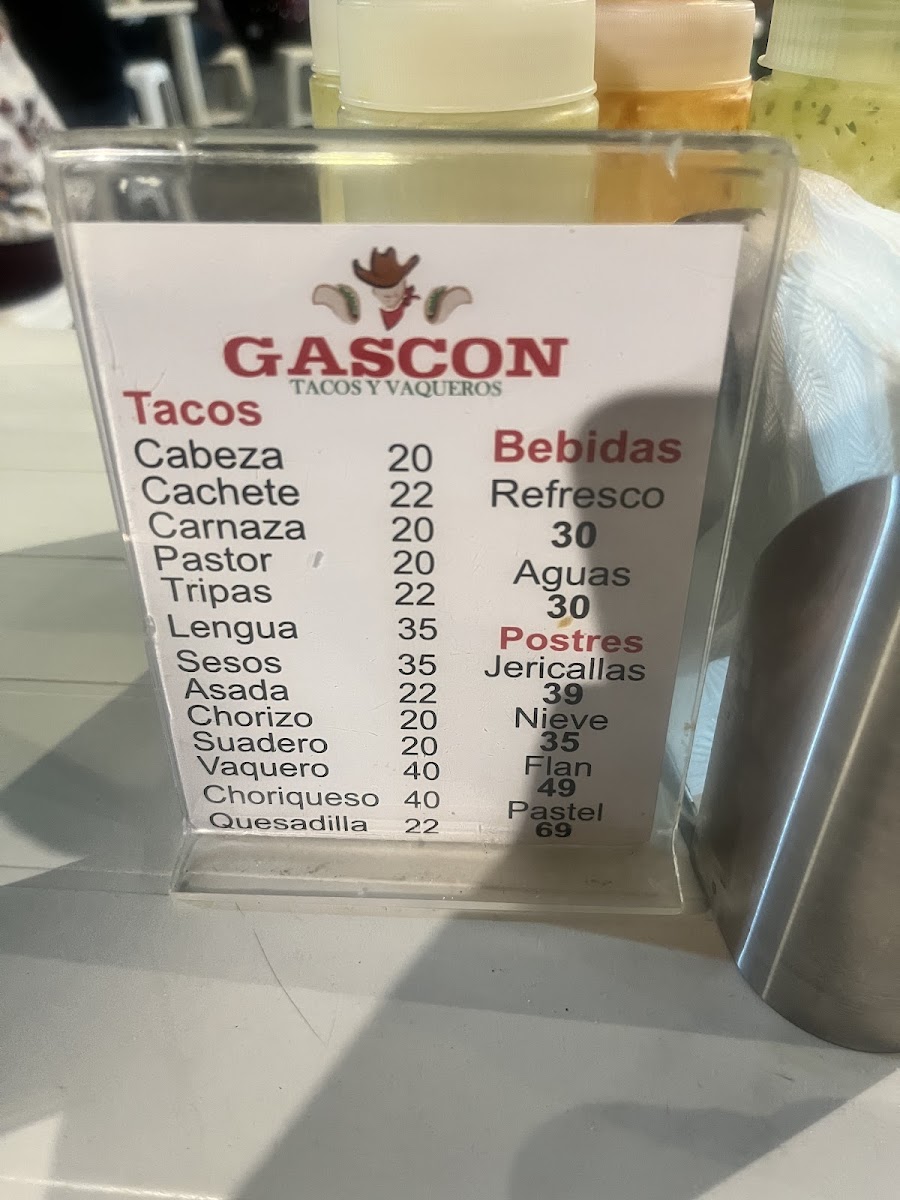 GASCON
TACOS Y VAQUEROS
Tacos
Cabeza 20
Cachete 22
Carnaza 20
Pastor 20
Tripas 22
Lengua 35
Sesos 35
Asada 22
Chorizo 20
Suadero 20
Vaquero 40
Choriqueso 40
Quesadilla 22
Bebidas
Refresco
30
Aguas
30
Postres
Jericallas
39
Nieve
35
Flan
49
Pastel
69